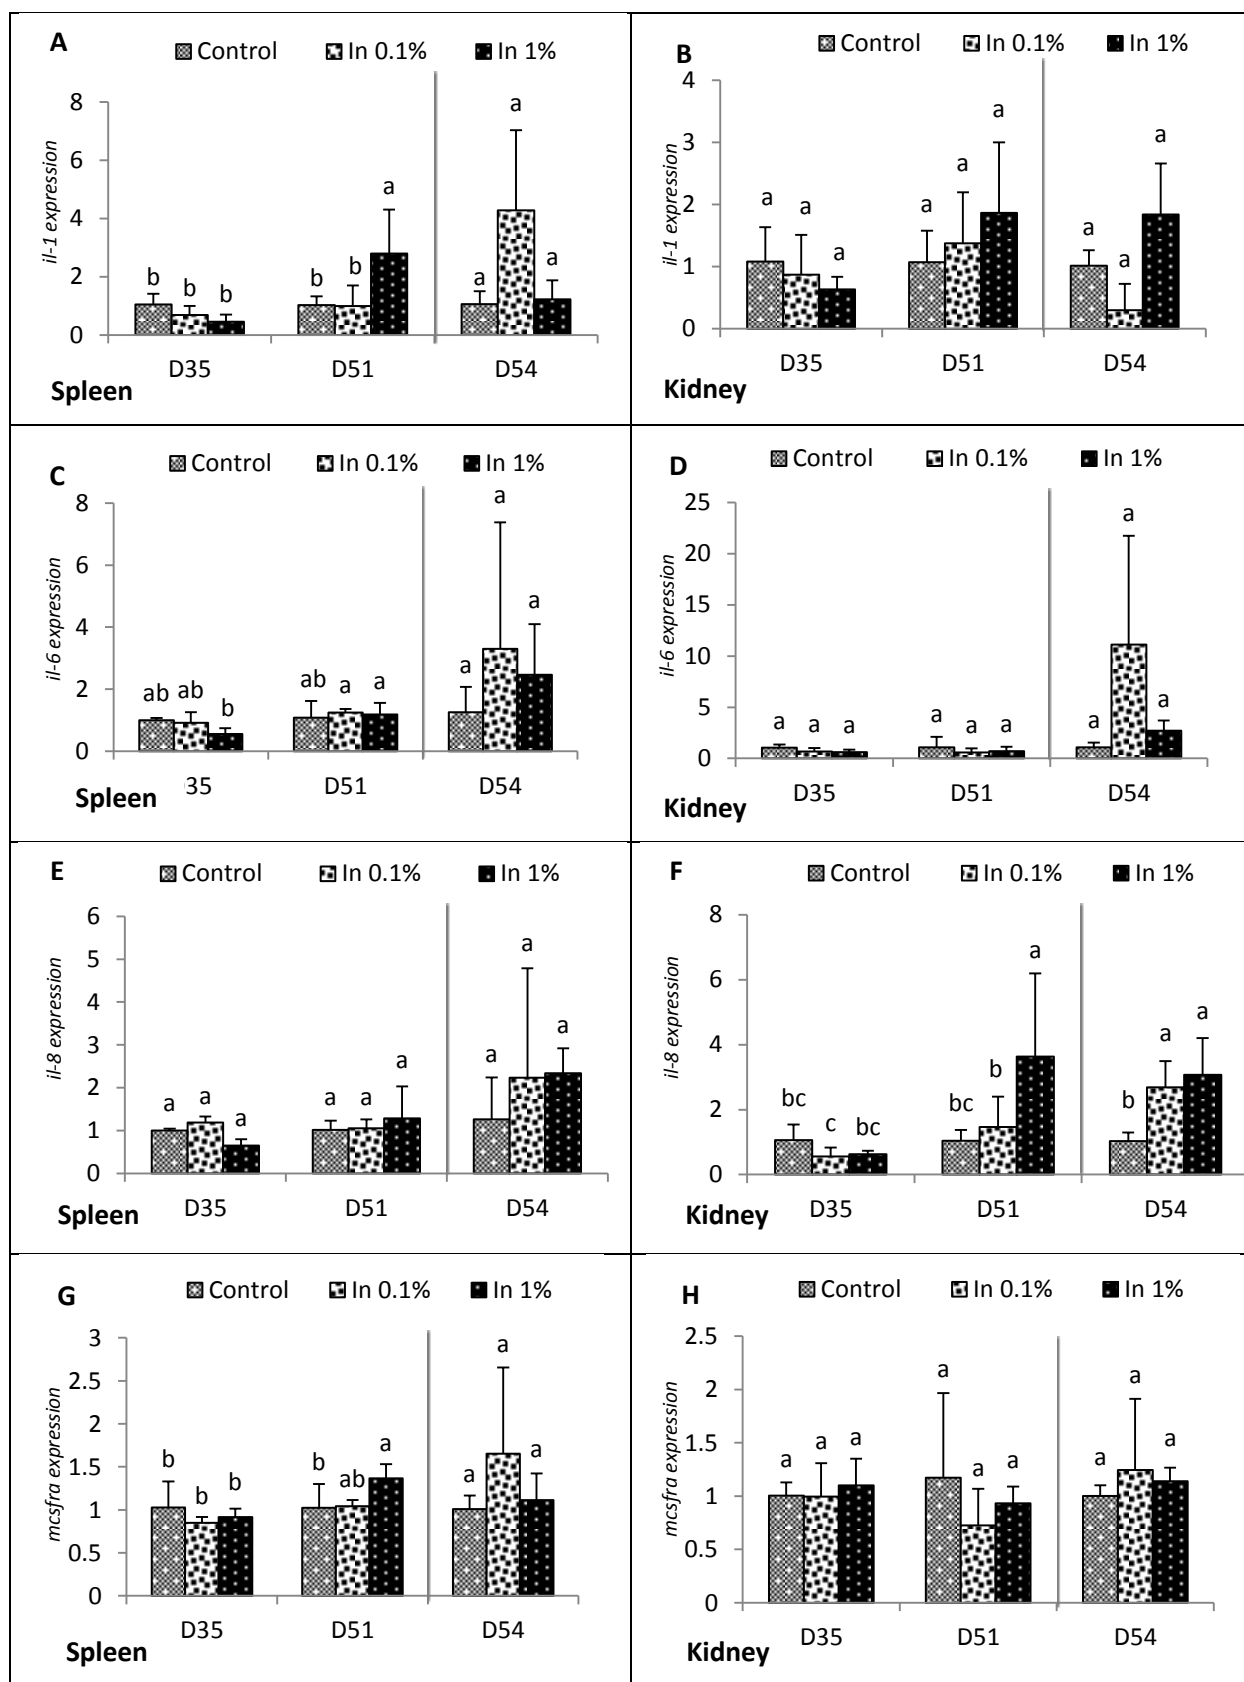 A
Control In 0.1% In 1%
il-1 expression
8
6
4
2
0
b b b b b a a a a
D35 D51 D54
Spleen
B
Control In 0.1% In 1%
il-1 expression
4
3
2
1
0
a a a a a a a a a
D35 D51 D54
Kidney
C
Control In 0.1% In 1%
il-6 expression
8
6
4
2
0
ab ab b ab a a a a a
35 D51 D54
Spleen
D
Control In 0.1% In 1%
il-6 expression
25
20
15
10
5
0
a a a a a a a a a
D35 D51 D54
Kidney
E
Control In 0.1% In 1%
il-8 expression
6
5
4
3
2
1
0
a a a a a a a a a
D35 D51 D54
Spleen
F
Control In 0.1% In 1%
il-8 expression
8
6
4
2
0
bc c bc bc b a b a a
D35 D51 D54
Kidney
G
Control In 0.1% In 1%
mcsfra expression
3
2.5
2
1.5
1
0.5
0
b b b b ab a a a a
D35 D51 D54
Spleen
H
Control In 0.1% In 1%
mcsfra expression
2.5
2
1.5
1
0.5
0
a a a a a a a a a
D35 D51 D54
Kidney